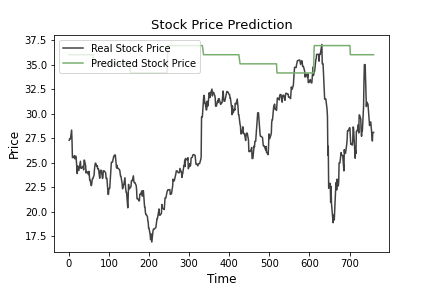 Stock Price Prediction
Real Stock Price
Predicted Stock Price
37.5
35.0
32.5
30.0
27.5
25.0
22.5
20.0
17.5
Price
0 100 200 300 400 500 600 700
Time